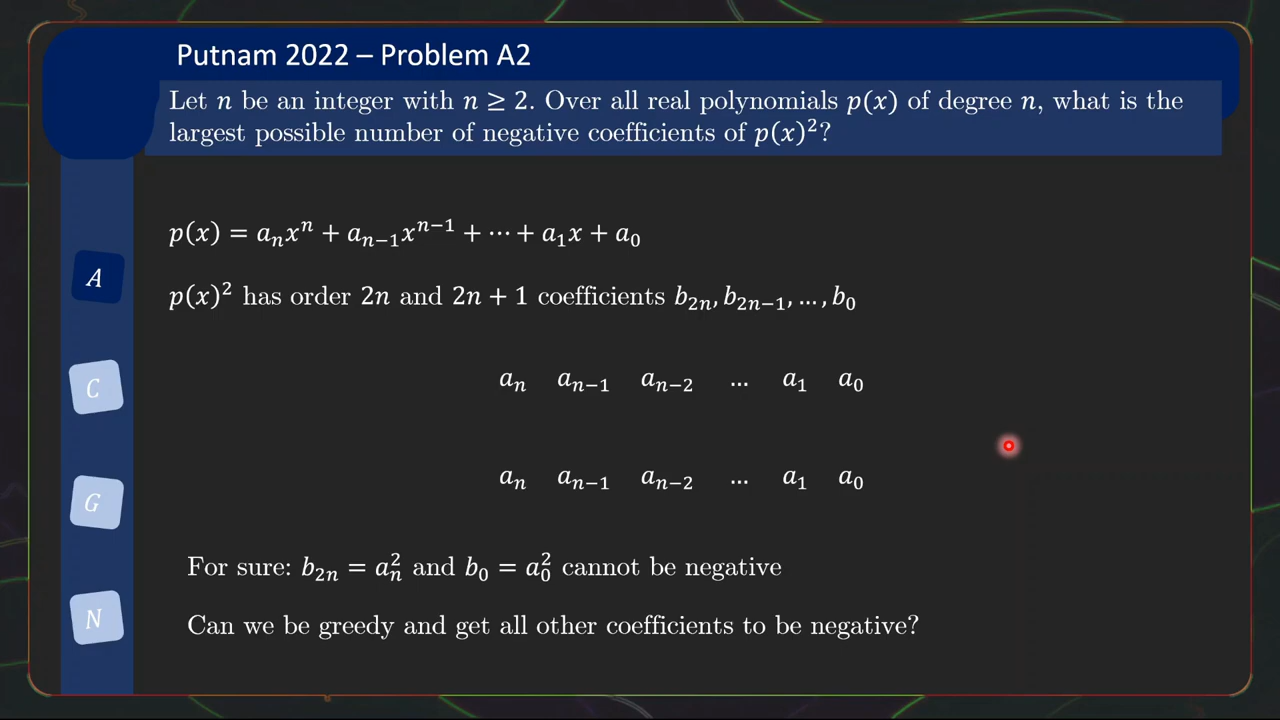 Putnam 2022 – Problem A2
Let n be an integer with n ≥ 2. Over all real polynomials p(x) of degree n, what is the
largest possible number of negative coefficients of p(x)²?
p(x) = aₙxⁿ + aₙ₋₁xⁿ⁻¹ + ⋯ + a₁x + a₀
A
p(x)² has order 2n and 2n + 1 coefficients b₂ₙ, b₂ₙ₋₁, … , b₀
C
aₙ aₙ₋₁ aₙ₋₂ … a₁ a₀
G
aₙ aₙ₋₁ aₙ₋₂ … a₁ a₀
For sure: b₂ₙ = aₙ² and b₀ = a₀² cannot be negative
N
Can we be greedy and get all other coefficients to be negative?